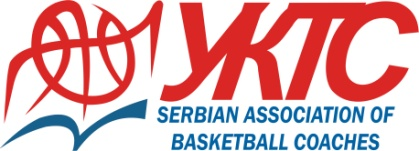 УКТС
SERBIAN ASSOCIATION OF
BASKETBALL COACHES